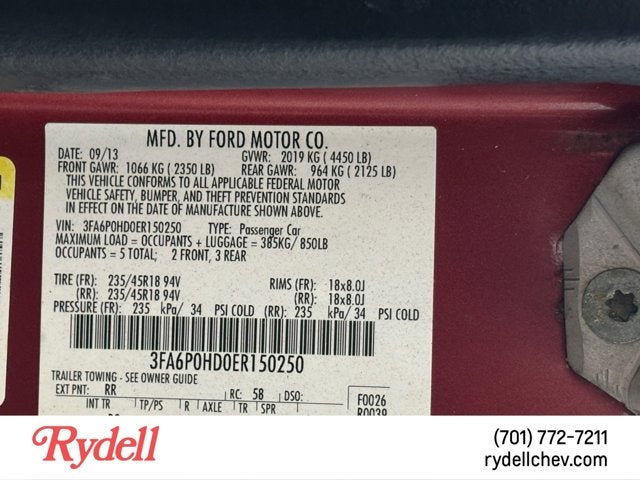 MFD. BY FORD MOTOR CO.
DATE: 09/13 GVWR: 2019 KG ( 4450 LB)
FRONT GAWR: 1066 KG ( 2350 LB) REAR GAWR: 964 KG ( 2125 LB)
THIS VEHICLE CONFORMS TO ALL APPLICABLE FEDERAL MOTOR
VEHICLE SAFETY, BUMPER, AND THEFT PREVENTION STANDARDS
IN EFFECT ON THE DATE OF MANUFACTURE SHOWN ABOVE.
VIN: 3FA6P0HD0ER150250 TYPE: Passenger Car
MAXIMUM LOAD = OCCUPANTS + LUGGAGE = 385KG/ 850LB
OCCUPANTS = 5 TOTAL; 2 FRONT, 3 REAR
TIRE (FR): 235/45R18 94V RIMS (FR): 18x8.0J
(RR): 235/45R18 94V (RR): 18x8.0J
PRESSURE (FR): 235 kPa/ 34 PSI COLD (RR): 235 kPa/ 34 PSI COLD
3FA6P0HD0ER150250
TRAILER TOWING - SEE OWNER GUIDE
EXT PNT: RR RC: 58 DSO: F0026
INT TR TP/PS R AXLE TR SPR R0039
Rydell
(701) 772-7211
rydellchev.com